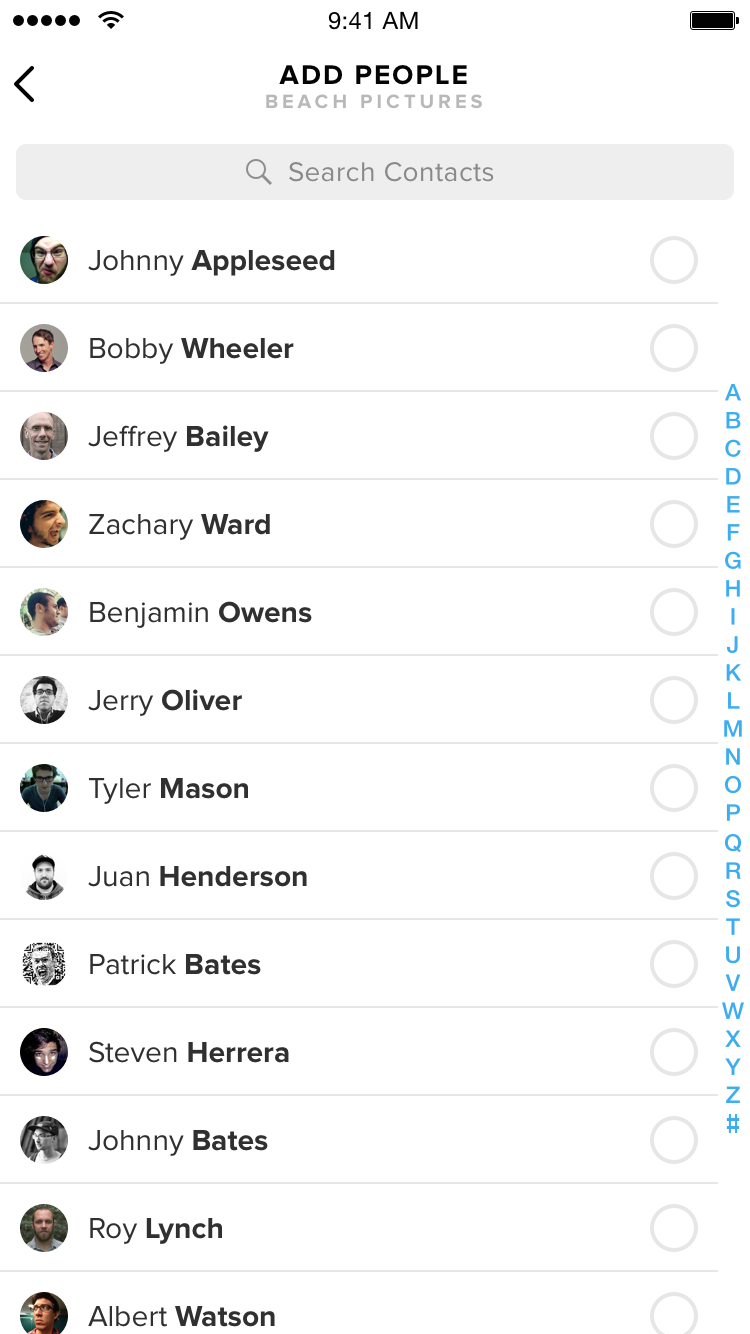 9:41 AM
ADD PEOPLE
BEACH PICTURES
Search Contacts
Johnny Appleseed
Bobby Wheeler
Jeffrey Bailey
Zachary Ward
Benjamin Owens
Jerry Oliver
Tyler Mason
Juan Henderson
Patrick Bates
Steven Herrera
Johnny Bates
Roy Lynch
Albert Watson
A
B
C
D
E
F
G
H
I
J
K
L
M
N
O
P
Q
R
S
T
U
V
W
X
Y
Z
#